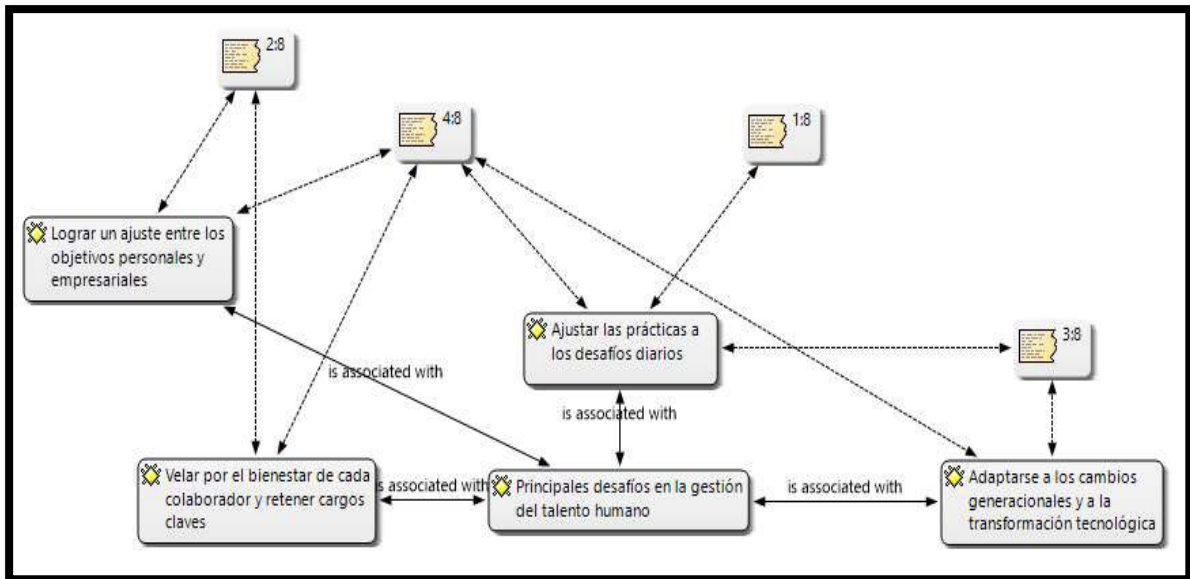 2:8
4:8
1:8
Lograr un ajuste entre los
objetivos personales y
empresariales
Ajustar las prácticas a
los desafíos diarios
3:8
is associated with
is associated with
Velar por el bienestar de cada
colaborador y retener cargos
claves
is associated with
Principales desafíos en la gestión
del talento humano
is associated with
Adaptarse a los cambios
generacionales y a la
transformación tecnológica